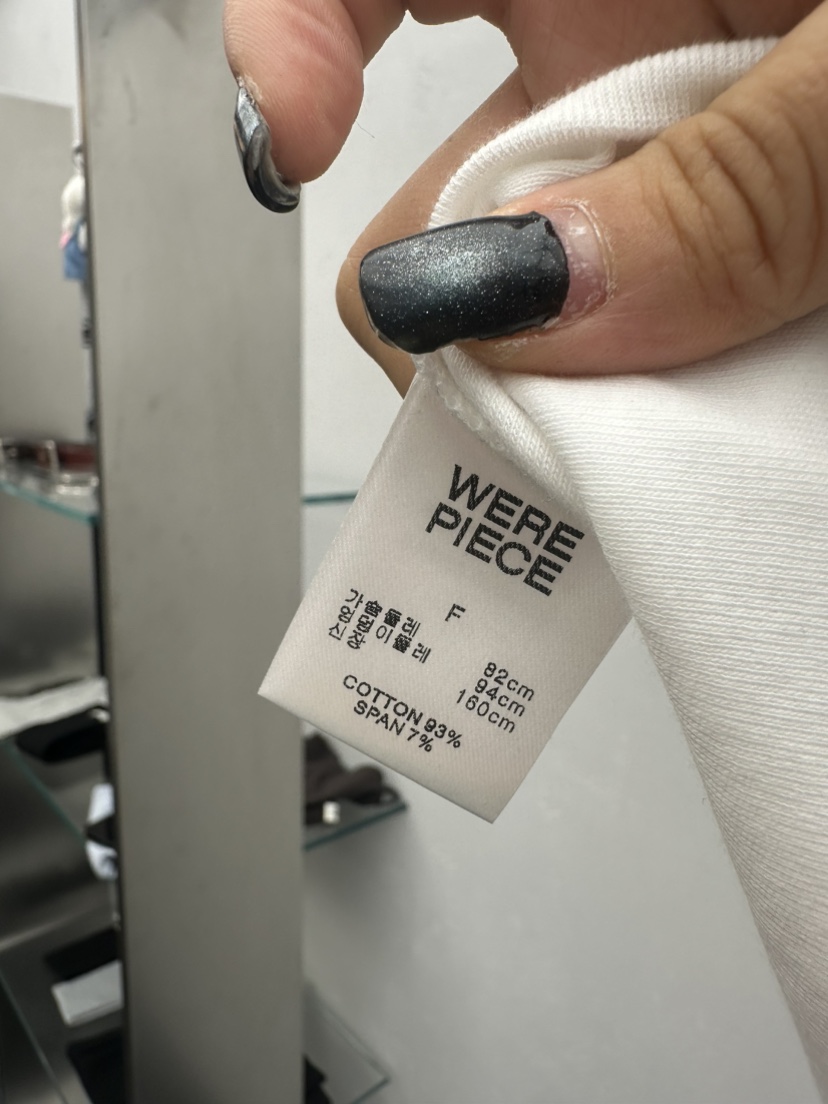 WERE
PIECE
F
가슴둘레 82cm
엉덩이둘레 94cm
신장 160cm
COTTON 93%
SPAN 7%